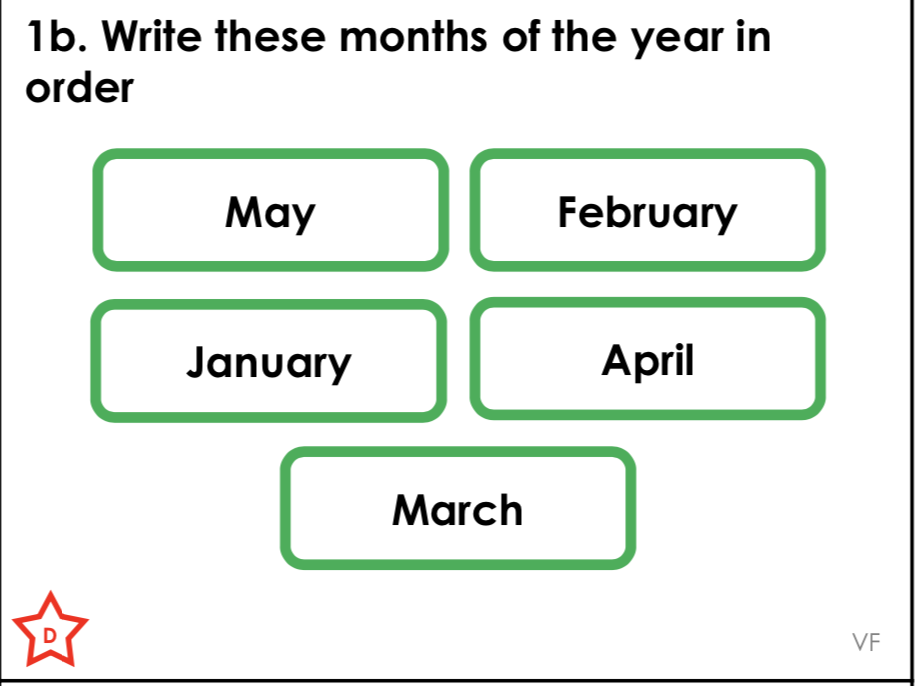 1b. Write these months of the year in
order
May
February
January
April
March
D
VF